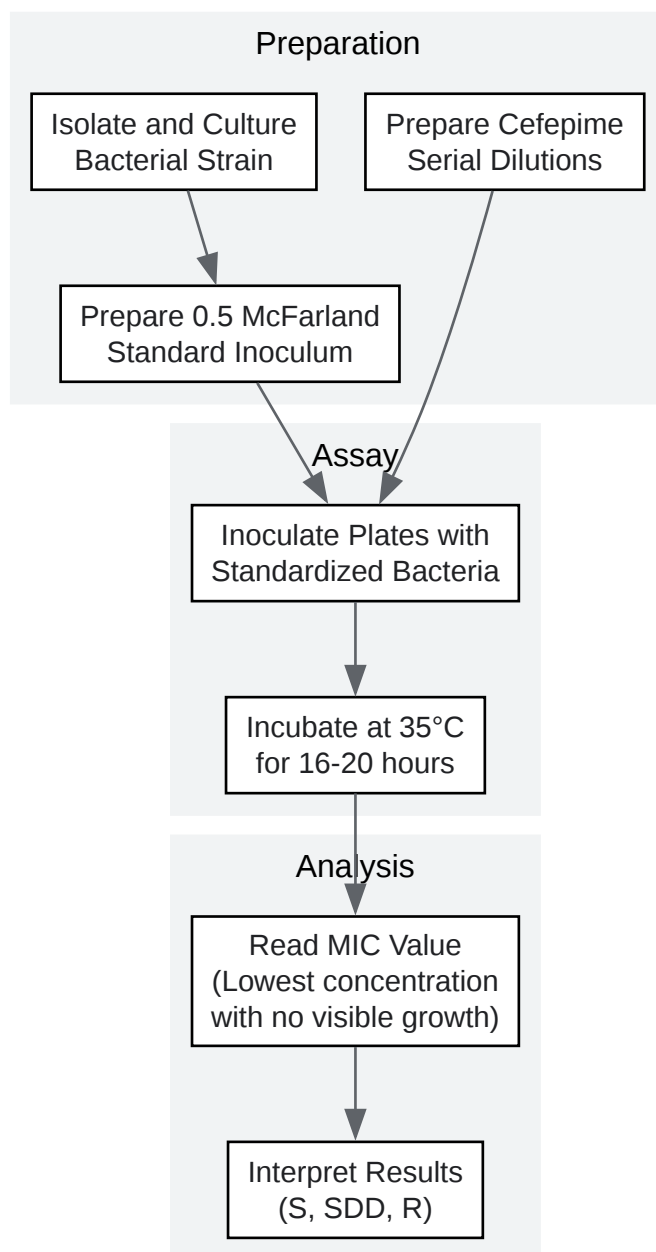 Preparation
Isolate and Culture
Bacterial Strain
Prepare Cefepime
Serial Dilutions
Prepare 0.5 McFarland
Standard Inoculum
Assay
Inoculate Plates with
Standardized Bacteria
Incubate at 35°C
for 16-20 hours
Analysis
Read MIC Value
(Lowest concentration
with no visible growth)
Interpret Results
(S, SDD, R)